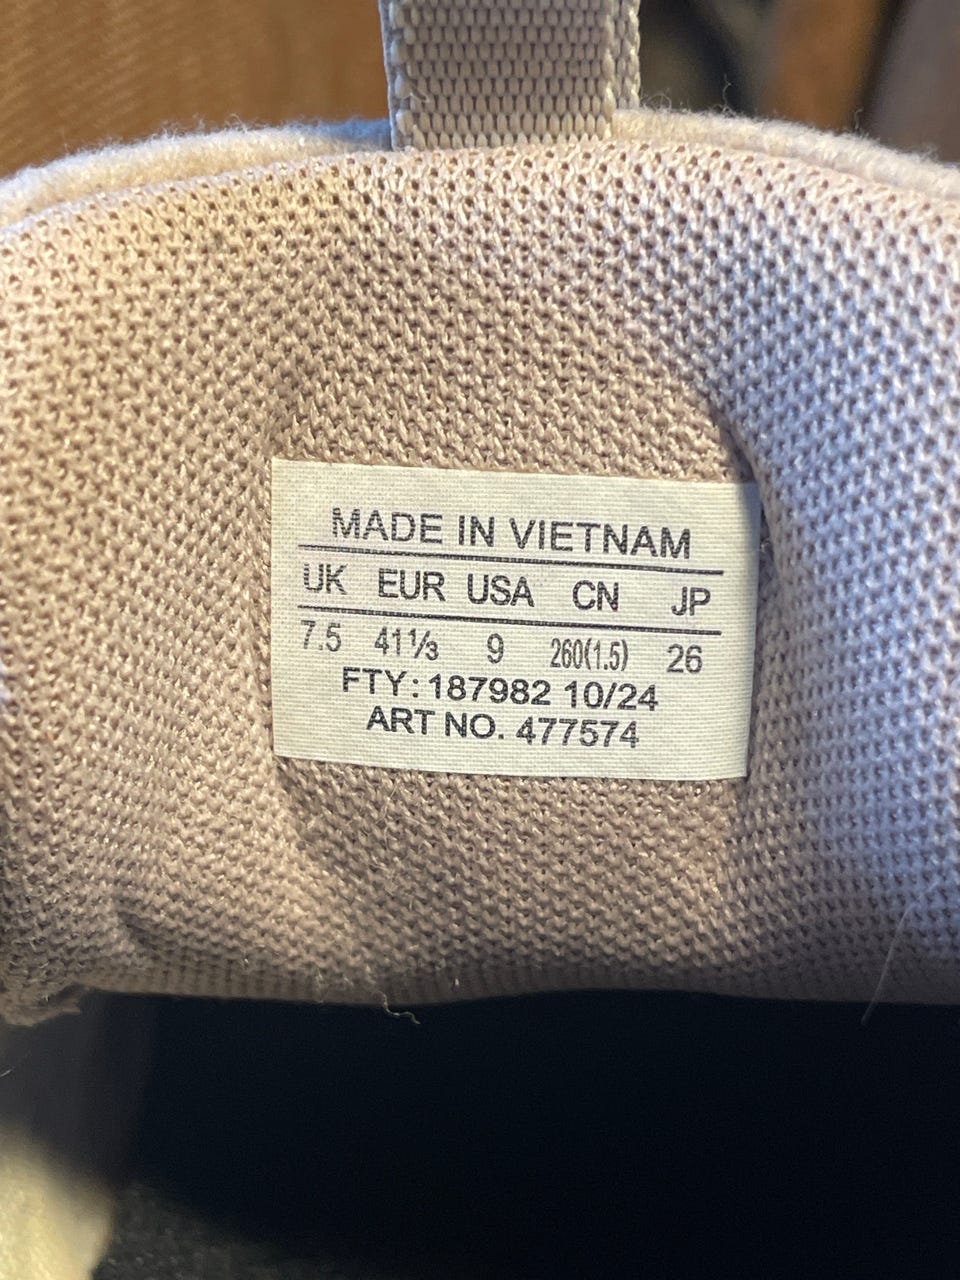 MADE IN VIETNAM
UK EUR USA CN JP
7.5 41⅓ 9 260(1.5) 26
FTY: 187982 10/24
ART NO. 477574